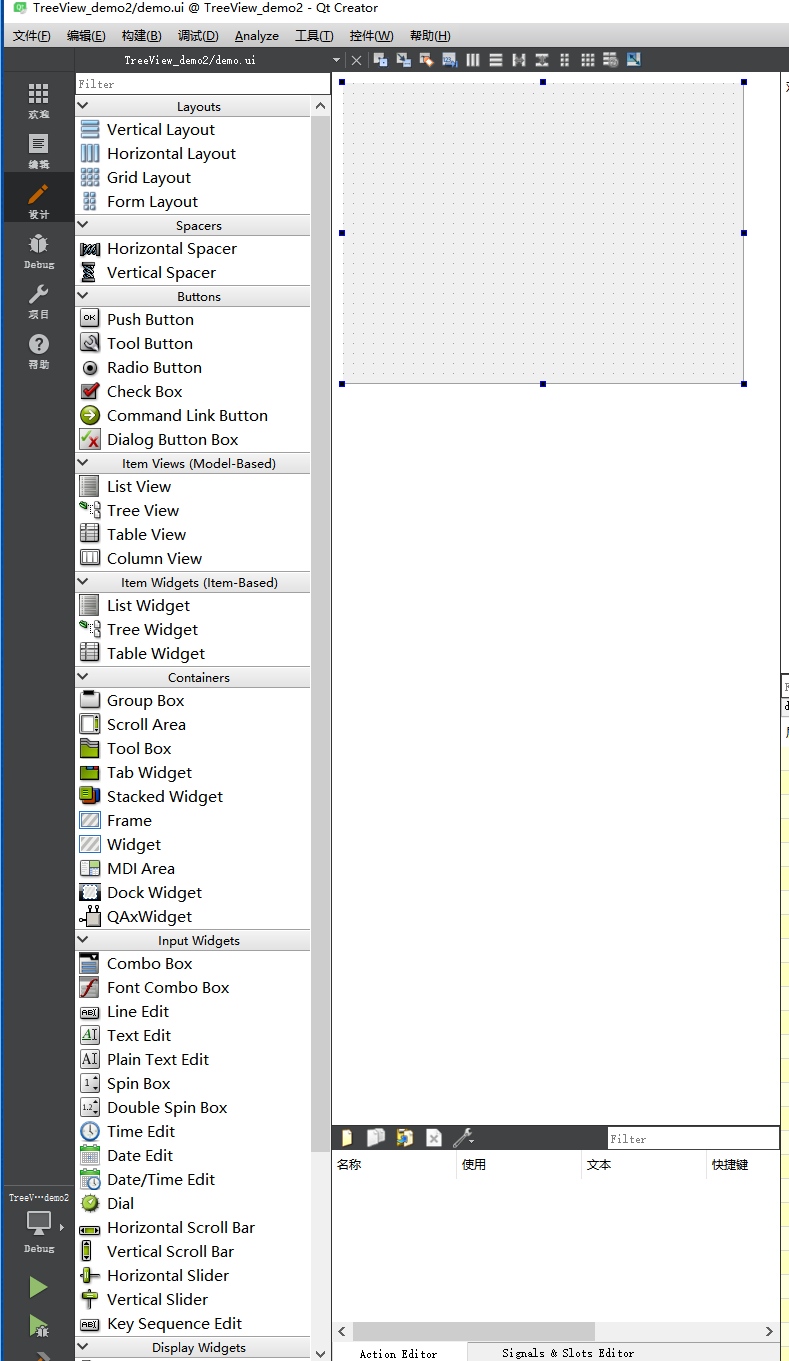 TreeView_demo2/demo.ui @ TreeView_demo2 - Qt Creator
文件(F) 编辑(E) 构建(B) 调试(D) Analyze 工具(T) 控件(W) 帮助(H)
TreeView_demo2/demo.ui
欢迎
编辑
设计
Debug
项目
帮助
TreeV···demo2
Debug
Filter
Layouts
Vertical Layout
Horizontal Layout
Grid Layout
Form Layout
Spacers
Horizontal Spacer
Vertical Spacer
Buttons
Push Button
Tool Button
Radio Button
Check Box
Command Link Button
Dialog Button Box
Item Views (Model-Based)
List View
Tree View
Table View
Column View
Item Widgets (Item-Based)
List Widget
Tree Widget
Table Widget
Containers
Group Box
Scroll Area
Tool Box
Tab Widget
Stacked Widget
Frame
Widget
MDI Area
Dock Widget
QAxWidget
Input Widgets
Combo Box
Font Combo Box
Line Edit
Text Edit
Plain Text Edit
Spin Box
Double Spin Box
Time Edit
Date Edit
Date/Time Edit
Dial
Horizontal Scroll Bar
Vertical Scroll Bar
Horizontal Slider
Vertical Slider
Key Sequence Edit
Display Widgets
Filter
名称 使用 文本 快捷键
Action Editor Signals & Slots Editor